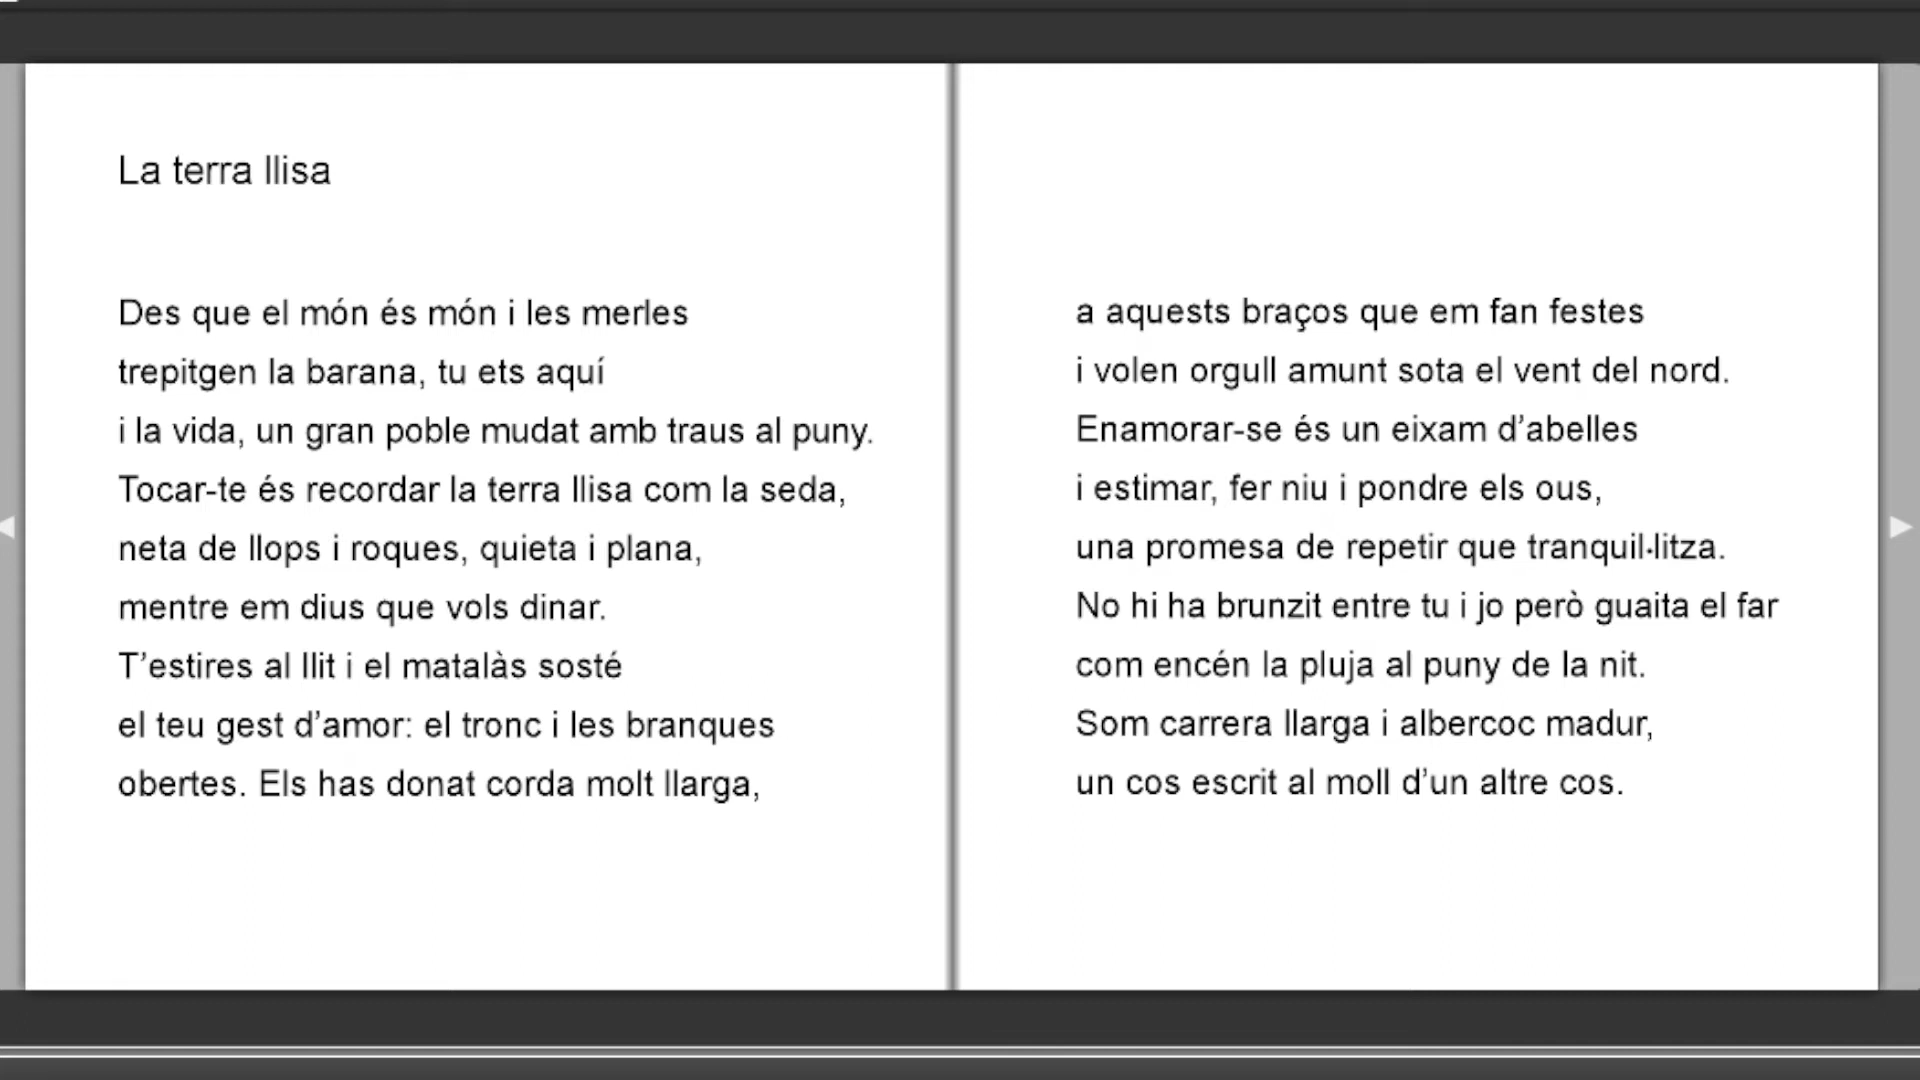 La terra llisa
Des que el món és món i les merles
trepitgen la barana, tu ets aquí
i la vida, un gran poble mudat amb traus al puny.
Tocar-te és recordar la terra llisa com la seda,
neta de llops i roques, quieta i plana,
mentre em dius que vols dinar.
T’estires al llit i el matalàs sosté
el teu gest d’amor: el tronc i les branques
obertes. Els has donat corda molt llarga,
a aquests braços que em fan festes
i volen orgull amunt sota el vent del nord.
Enamorar-se és un eixam d’abelles
i estimar, fer niu i pondre els ous,
una promesa de repetir que tranquil·litza.
No hi ha brunzit entre tu i jo però guaita el far
com encén la pluja al puny de la nit.
Som carrera llarga i albercoc madur,
un cos escrit al moll d’un altre cos.